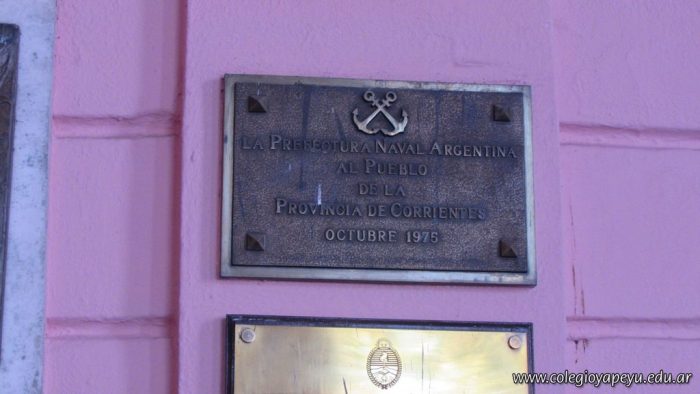 La Prefectura Naval Argentina
al Pueblo
de la
Provincia de Corrientes
Octubre 1975
www.colegioyapeyu.edu.ar